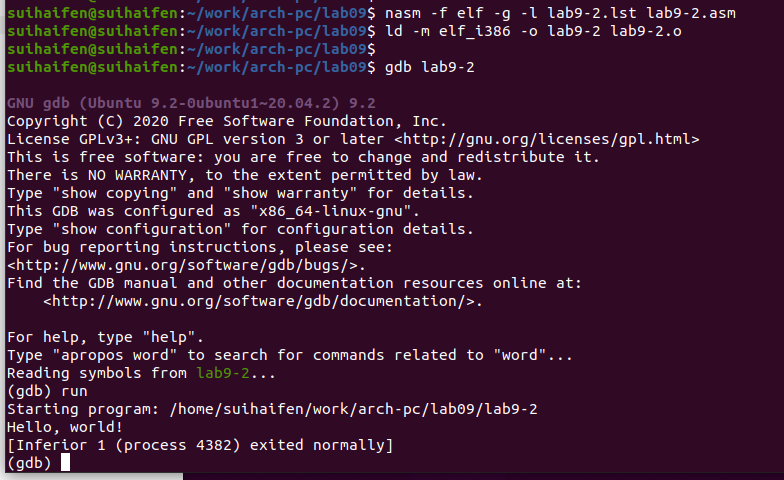 suihaifen@suihaifen:~/work/arch-pc/lab09$
suihaifen@suihaifen:~/work/arch-pc/lab09$ nasm -f elf -g -l lab9-2.lst lab9-2.asm
suihaifen@suihaifen:~/work/arch-pc/lab09$ ld -m elf_i386 -o lab9-2 lab9-2.o
suihaifen@suihaifen:~/work/arch-pc/lab09$
suihaifen@suihaifen:~/work/arch-pc/lab09$ gdb lab9-2
GNU gdb (Ubuntu 9.2-0ubuntu1~20.04.2) 9.2
Copyright (C) 2020 Free Software Foundation, Inc.
License GPLv3+: GNU GPL version 3 or later <http://gnu.org/licenses/gpl.html>
This is free software: you are free to change and redistribute it.
There is NO WARRANTY, to the extent permitted by law.
Type "show copying" and "show warranty" for details.
This GDB was configured as "x86_64-linux-gnu".
Type "show configuration" for configuration details.
For bug reporting instructions, please see:
<http://www.gnu.org/software/gdb/bugs/>.
Find the GDB manual and other documentation resources online at:
    <http://www.gnu.org/software/gdb/documentation/>.
For help, type "help".
Type "apropos word" to search for commands related to "word"...
Reading symbols from lab9-2...
(gdb) run
Starting program: /home/suihaifen/work/arch-pc/lab09/lab9-2
Hello, world!
[Inferior 1 (process 4382) exited normally]
(gdb)